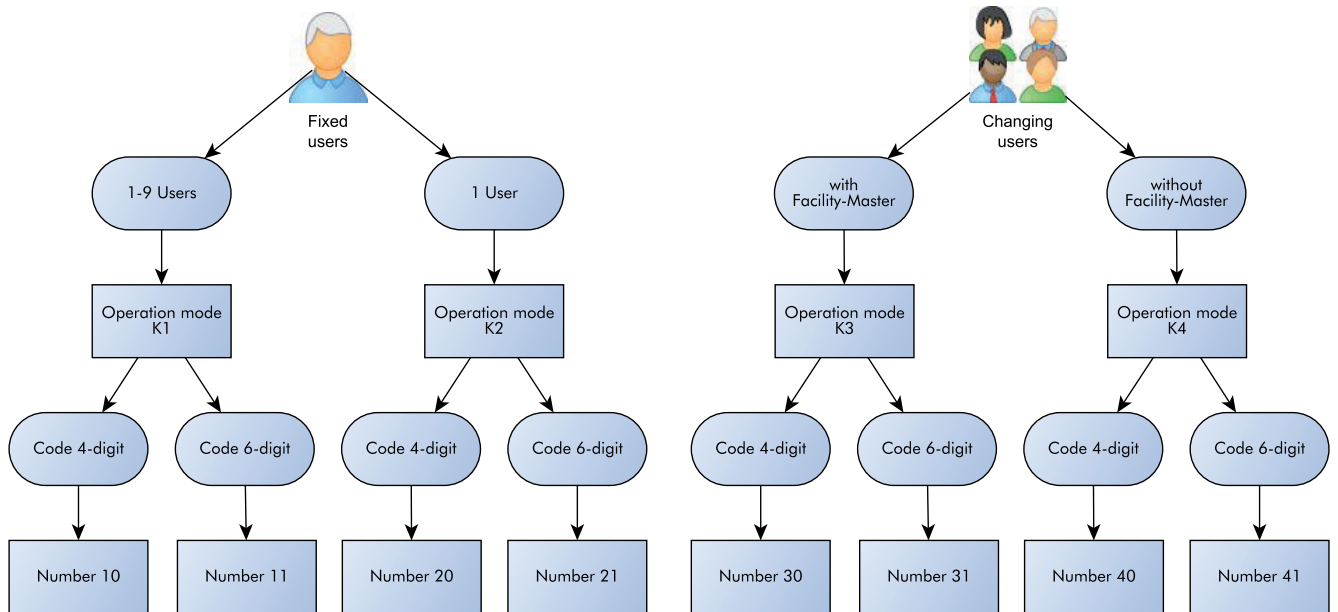 Fixed
users
Changing
users
1-9 Users
1 User
with
Facility-Master
without
Facility-Master
Operation mode
K1
Operation mode
K2
Operation mode
K3
Operation mode
K4
Code 4-digit
Code 6-digit
Code 4-digit
Code 6-digit
Code 4-digit
Code 6-digit
Code 4-digit
Code 6-digit
Number 10
Number 11
Number 20
Number 21
Number 30
Number 31
Number 40
Number 41